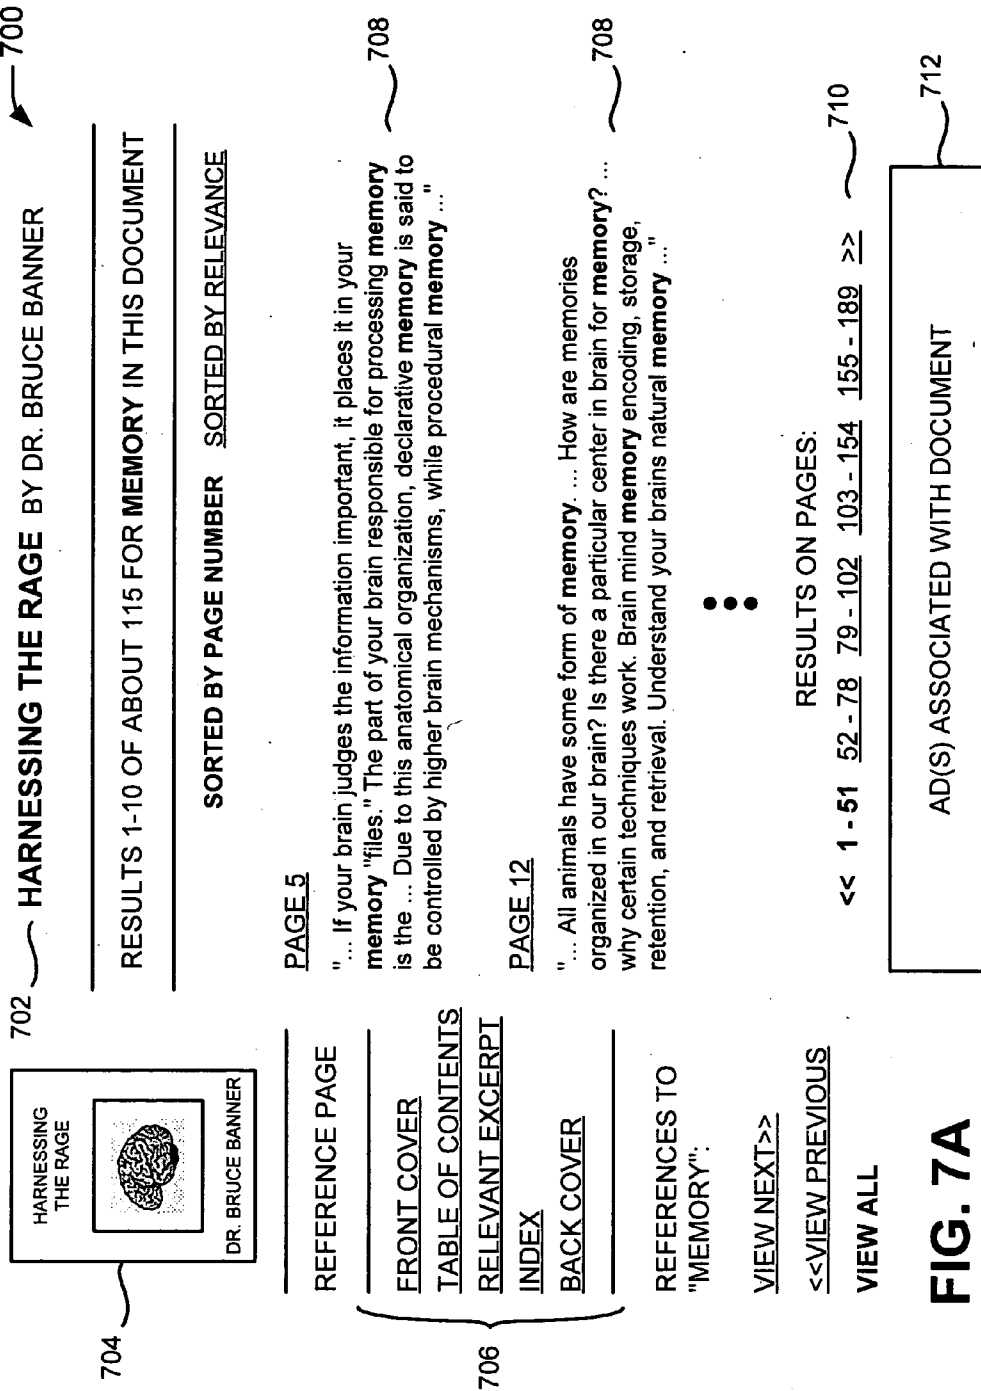 700
702
HARNESSING THE RAGE BY DR. BRUCE BANNER
704
HARNESSING
THE RAGE
DR. BRUCE BANNER
RESULTS 1-10 OF ABOUT 115 FOR MEMORY IN THIS DOCUMENT
SORTED BY PAGE NUMBER SORTED BY RELEVANCE
REFERENCE PAGE
706
FRONT COVER
TABLE OF CONTENTS
RELEVANT EXCERPT
INDEX
BACK COVER
REFERENCES TO
"MEMORY":
VIEW NEXT>>
<<VIEW PREVIOUS
VIEW ALL
PAGE 5
"... If your brain judges the information important, it places it in your
memory "files." The part of your brain responsible for processing memory
is the ... Due to this anatomical organization, declarative memory is said to
be controlled by higher brain mechanisms, while procedural memory ..."
708
PAGE 12
"... All animals have some form of memory. ... How are memories
organized in our brain? Is there a particular center in brain for memory? ...
why certain techniques work. Brain mind memory encoding, storage,
retention, and retrieval. Understand your brains natural memory ..."
708
RESULTS ON PAGES:
<< 1 - 51 52 - 78 79 - 102 103 - 154 155 - 189 >>
710
AD(S) ASSOCIATED WITH DOCUMENT
712
FIG. 7A